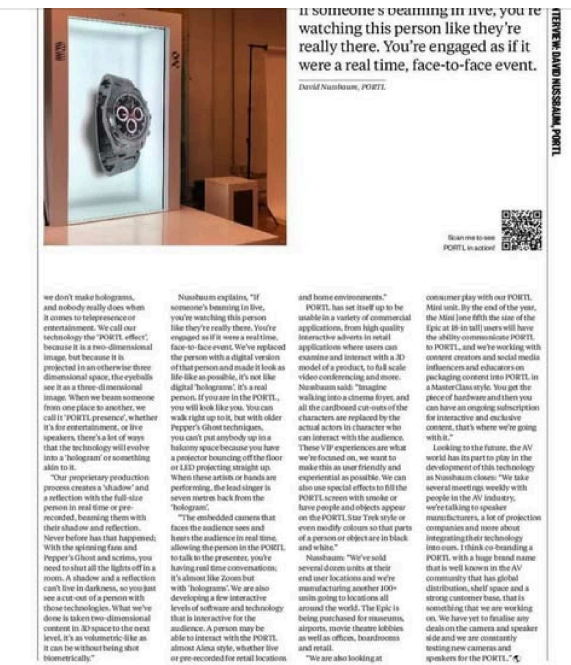 If someone's beaming in live, you're
watching this person like they're
really there. You're engaged as if it
were a real time, face-to-face event.
David Nussbaum, PORTL
INTERVIEW: DAVID NUSSBAUM, PORTL
Scan me to see
PORTL in action!
we don't make holograms,
and nobody really does when
it comes to telepresence or
entertainment. We call our
technology the 'PORTL effect',
because it is a two-dimensional
image, but because it is
projected in an otherwise three
dimensional space, the eyeballs
see it as a three-dimensional
image. When we beam someone
from one place to another, we
call it 'PORTL presence', whether
it's for entertainment, or live
speakers, there's a lot of ways
that the technology will evolve
into a 'hologram' or something
akin to it.
"Our proprietary production
process creates a 'shadow' and
a reflection with the full-size
person in real time or pre-
recorded, beaming them with
their shadow and reflection.
Never before has that happened;
With the spinning fans and
Pepper's Ghost and scrims, you
need to shut all the lights off in a
room. A shadow and a reflection
can't live in darkness, so you just
see a cut-out of a person with
those technologies. What we've
done is taken two-dimensional
content in 3D space to the next
level, it's as volumetric-like as
it can be without being shot
biometrically."
Nussbaum explains, "If
someone's beaming in live,
you're watching this person
like they're really there. You're
engaged as if it were a real time,
face-to-face event. We've replaced
the person with a digital version
of that person and made it look as
life-like as possible, it's not like
digital 'holograms', it's a real
person. If you are in the PORTL,
you will look like you. You can
walk right up to it, but with older
Pepper's Ghost techniques,
you can't put anybody up in a
balcony space because you have
a projector bouncing off the floor
or LED projecting straight up.
When these artists or bands are
performing, the lead singer is
seven metres back from the
'hologram'.
"The embedded camera that
faces the audience sees and
hears the audience in real time,
allowing the person in the PORTL
to talk to the presenter, you're
having real time conversations;
it's almost like Zoom but
with 'holograms'. We are also
developing a few interactive
levels of software and technology
that is interactive for the
audience. A person may be
able to interact with the PORTL
almost Alexa style, whether live
or pre-recorded for retail locations
and home environments."
PORTL has set itself up to be
usable in a variety of commercial
applications, from high quality
interactive adverts in retail
applications where users can
examine and interact with a 3D
model of a product, to full scale
video conferencing and more.
Nussbaum said: "Imagine
walking into a cinema foyer, and
all the cardboard cut-outs of the
characters are replaced by the
actual actors in character who
can interact with the audience.
These VIP experiences are what
we're focused on, we want to
make this as user friendly and
experiential as possible. We can
also use special effects to fill the
PORTL screen with smoke or
have people and objects appear
on the PORTL Star Trek style or
even modify colours so that parts
of a person or object are in black
and white."
Nussbaum: "We've sold
several dozen units at their
end user locations and we're
manufacturing another 100+
units going to locations all
around the world. The Epic is
being purchased for museums,
airports, movie theatre lobbies
as well as offices, boardrooms
and retail.
"We are also looking at
consumer play with our PORTL
Mini unit. By the end of the year,
the Mini [one fifth the size of the
Epic at 18-in tall] users will have
the ability communicate PORTL
to PORTL, and we're working with
content creators and social media
influencers and educators on
packaging content into PORTL in
a MasterClass style. You get the
piece of hardware and then you
can have an ongoing subscription
for interactive and exclusive
content, that's where we're going
with it."
Looking to the future, the AV
world has its part to play in the
development of this technology
as Nussbaum closes: "We take
several meetings weekly with
people in the AV industry,
we're talking to speaker
manufacturers, a lot of projection
companies and more about
integrating their technology
into ours. I think co-branding a
PORTL with a huge brand name
that is well known in the AV
community that has global
distribution, shelf space and a
strong customer base, that is
something that we are working
on. We have yet to finalise any
deals on the camera and speaker
side and we are constantly
testing new cameras and
speakers for the PORTL."